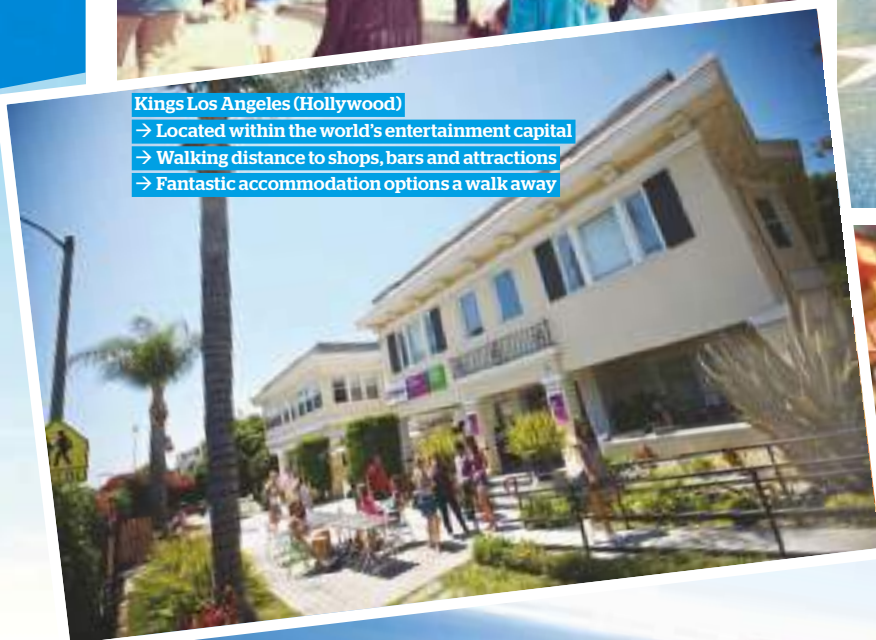 Kings Los Angeles (Hollywood)
→ Located within the world's entertainment capital
→ Walking distance to shops, bars and attractions
→ Fantastic accommodation options a walk away